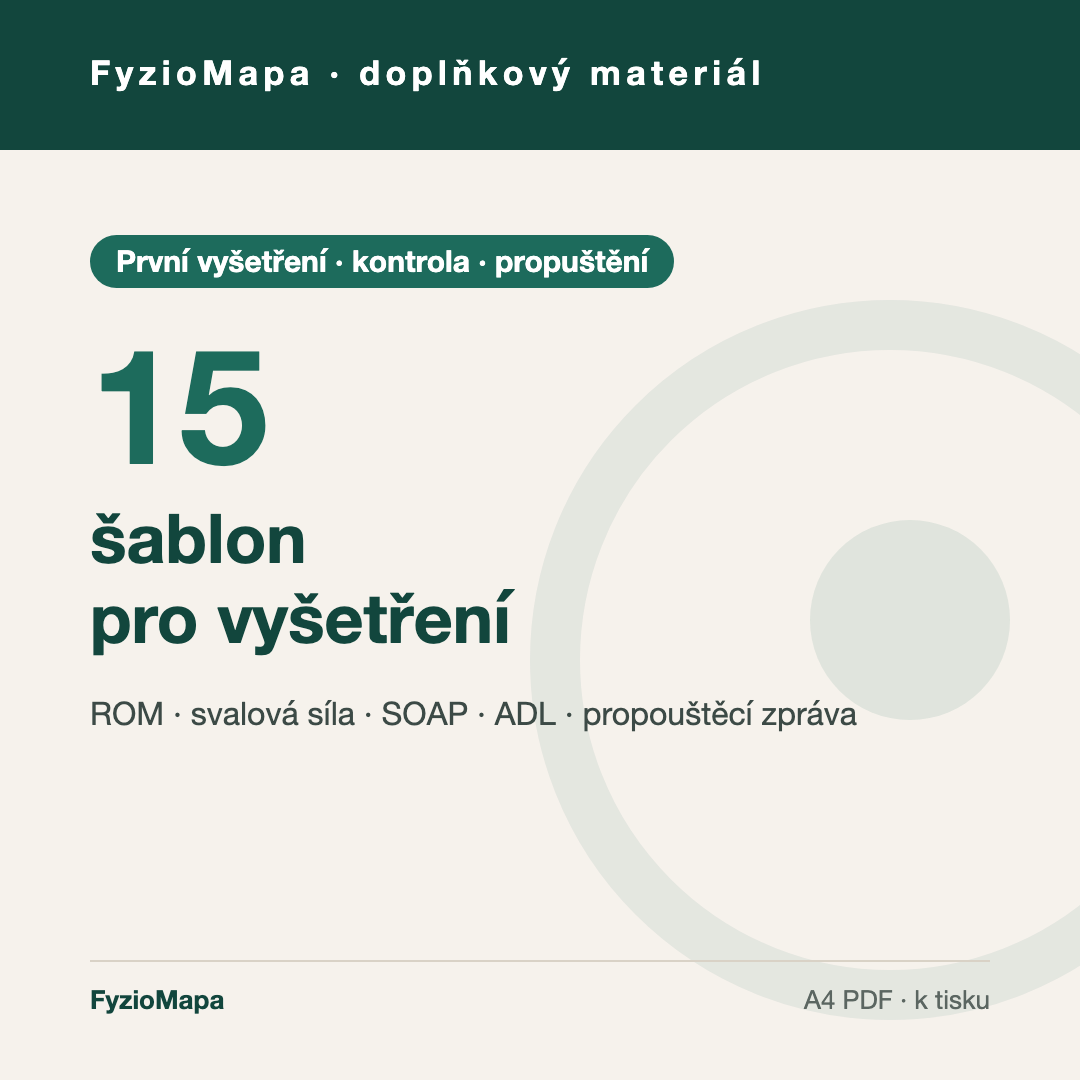 FyzioMapa · doplňkový materiál
První vyšetření · kontrola · propuštění
15
šablon
pro vyšetření
ROM · svalová síla · SOAP · ADL · propouštěcí zpráva
FyzioMapa
A4 PDF · k tisku